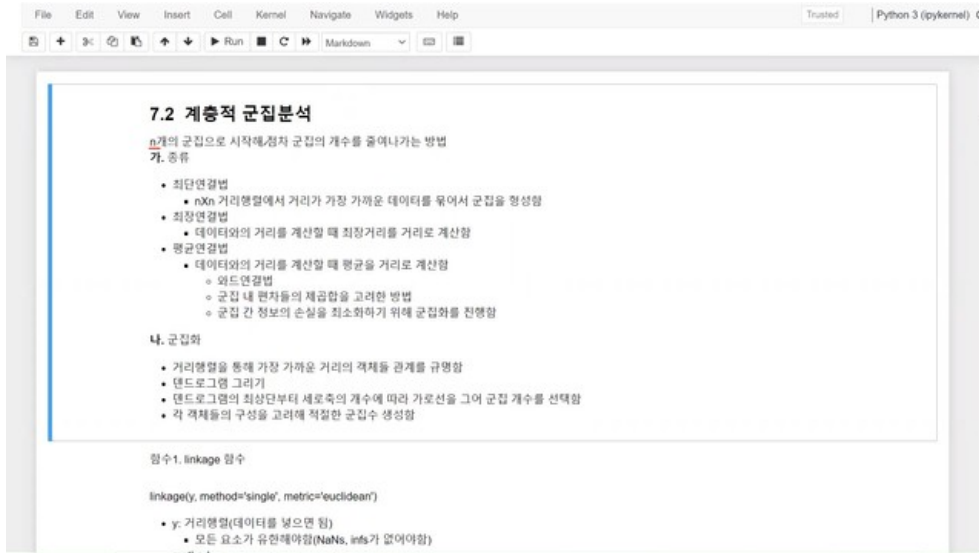 File Edit View Insert Cell Kernel Navigate Widgets Help Trusted Python 3 (ipykernel)
Run Markdown
7.2 계층적 군집분석
n개의 군집으로 시작해,점차 군집의 개수를 줄여나가는 방법
가. 종류
최단연결법
nXn 거리행렬에서 거리가 가장 가까운 데이터를 묶어서 군집을 형성함
최장연결법
데이터와의 거리를 계산할 때 최장거리를 거리로 계산함
평균연결법
데이터와의 거리를 계산할 때 평균을 거리로 계산함
와드연결법
군집 내 편차들의 제곱합을 고려한 방법
군집 간 정보의 손실을 최소화하기 위해 군집화를 진행함
나. 군집화
거리행렬을 통해 가장 가까운 거리의 객체들 관계를 규명함
덴드로그램 그리기
덴드로그램의 최상단부터 세로축의 개수에 따라 가로선을 그어 군집 개수를 선택함
각 객체들의 구성을 고려해 적절한 군집수 생성함
함수1. linkage 함수
linkage(y, method='single', metric='euclidean')
y: 거리행렬(데이터를 넣으면 됨)
모든 요소가 유한해야함(NaNs, infs가 없어야함)